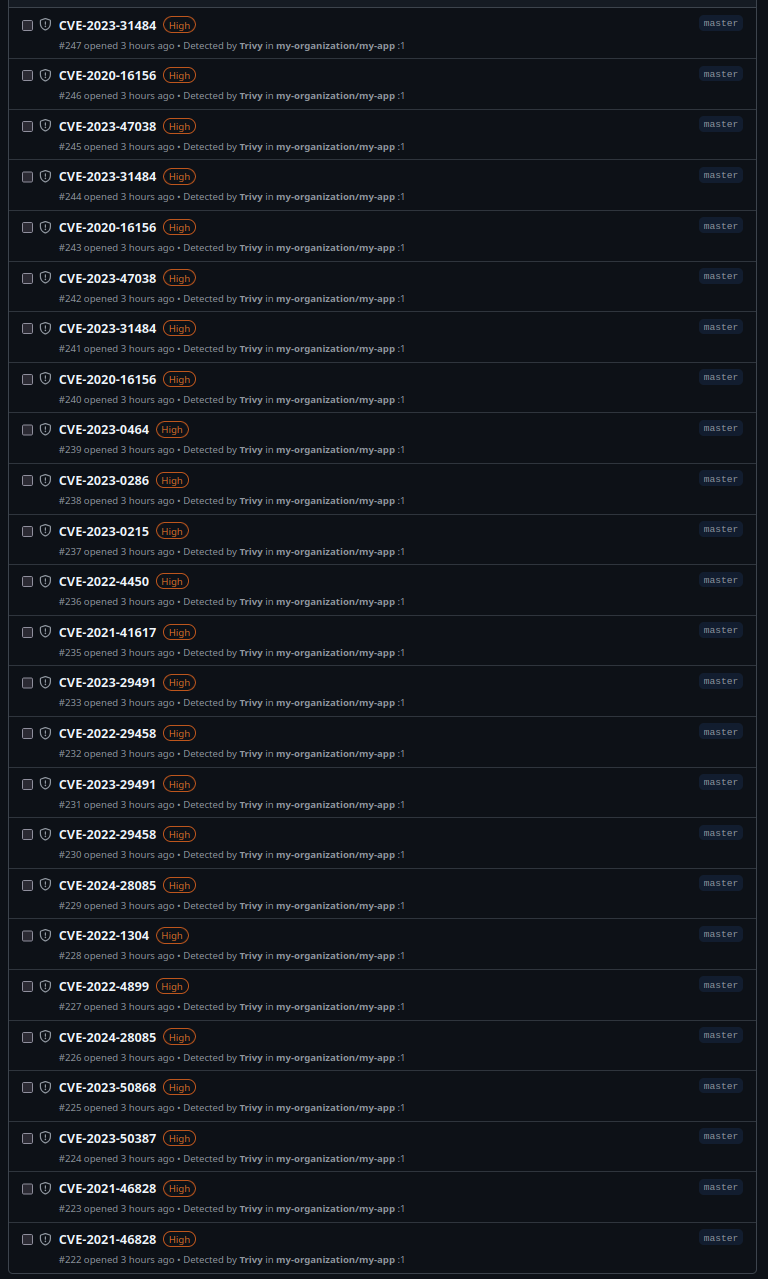 CVE-2023-31484 High master
#247 opened 3 hours ago • Detected by Trivy in my-organization/my-app :1
CVE-2020-16156 High master
#246 opened 3 hours ago • Detected by Trivy in my-organization/my-app :1
CVE-2023-47038 High master
#245 opened 3 hours ago • Detected by Trivy in my-organization/my-app :1
CVE-2023-31484 High master
#244 opened 3 hours ago • Detected by Trivy in my-organization/my-app :1
CVE-2020-16156 High master
#243 opened 3 hours ago • Detected by Trivy in my-organization/my-app :1
CVE-2023-47038 High master
#242 opened 3 hours ago • Detected by Trivy in my-organization/my-app :1
CVE-2023-31484 High master
#241 opened 3 hours ago • Detected by Trivy in my-organization/my-app :1
CVE-2020-16156 High master
#240 opened 3 hours ago • Detected by Trivy in my-organization/my-app :1
CVE-2023-0464 High master
#239 opened 3 hours ago • Detected by Trivy in my-organization/my-app :1
CVE-2023-0286 High master
#238 opened 3 hours ago • Detected by Trivy in my-organization/my-app :1
CVE-2023-0215 High master
#237 opened 3 hours ago • Detected by Trivy in my-organization/my-app :1
CVE-2022-4450 High master
#236 opened 3 hours ago • Detected by Trivy in my-organization/my-app :1
CVE-2021-41617 High master
#235 opened 3 hours ago • Detected by Trivy in my-organization/my-app :1
CVE-2023-29491 High master
#233 opened 3 hours ago • Detected by Trivy in my-organization/my-app :1
CVE-2022-29458 High master
#232 opened 3 hours ago • Detected by Trivy in my-organization/my-app :1
CVE-2023-29491 High master
#231 opened 3 hours ago • Detected by Trivy in my-organization/my-app :1
CVE-2022-29458 High master
#230 opened 3 hours ago • Detected by Trivy in my-organization/my-app :1
CVE-2024-28085 High master
#229 opened 3 hours ago • Detected by Trivy in my-organization/my-app :1
CVE-2022-1304 High master
#228 opened 3 hours ago • Detected by Trivy in my-organization/my-app :1
CVE-2022-4899 High master
#227 opened 3 hours ago • Detected by Trivy in my-organization/my-app :1
CVE-2024-28085 High master
#226 opened 3 hours ago • Detected by Trivy in my-organization/my-app :1
CVE-2023-50868 High master
#225 opened 3 hours ago • Detected by Trivy in my-organization/my-app :1
CVE-2023-50387 High master
#224 opened 3 hours ago • Detected by Trivy in my-organization/my-app :1
CVE-2021-46828 High master
#223 opened 3 hours ago • Detected by Trivy in my-organization/my-app :1
CVE-2021-46828 High master
#222 opened 3 hours ago • Detected by Trivy in my-organization/my-app :1